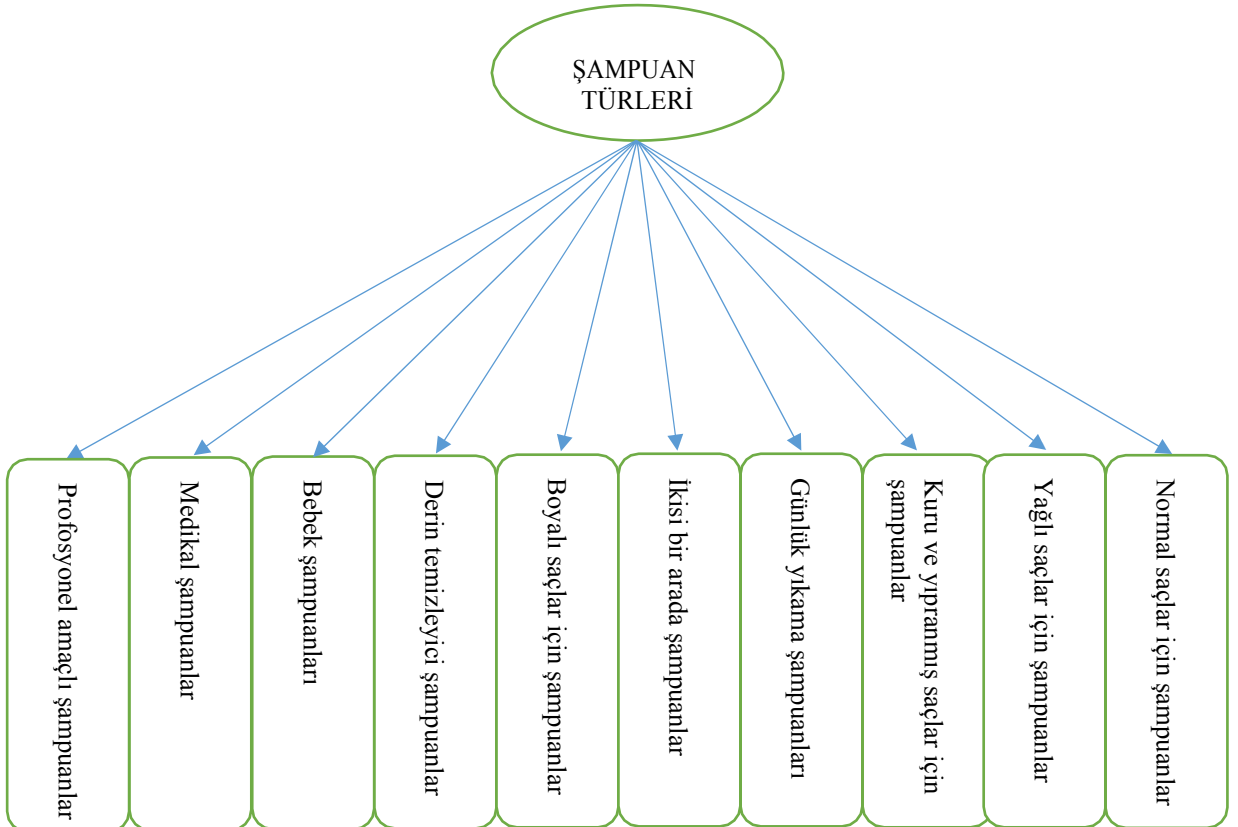 ŞAMPUAN
TÜRLERİ
Profosyonel amaçlı şampuanlar
Medikal şampuanlar
Bebek şampuanları
Derin temizleyici şampuanlar
Boyalı saçlar için şampuanlar
İkisi bir arada şampuanlar
Günlük yıkama şampuanları
Kuru ve yıpranmış saçlar için
şampuanlar
Yağlı saçlar için şampuanlar
Normal saçlar için şampuanlar